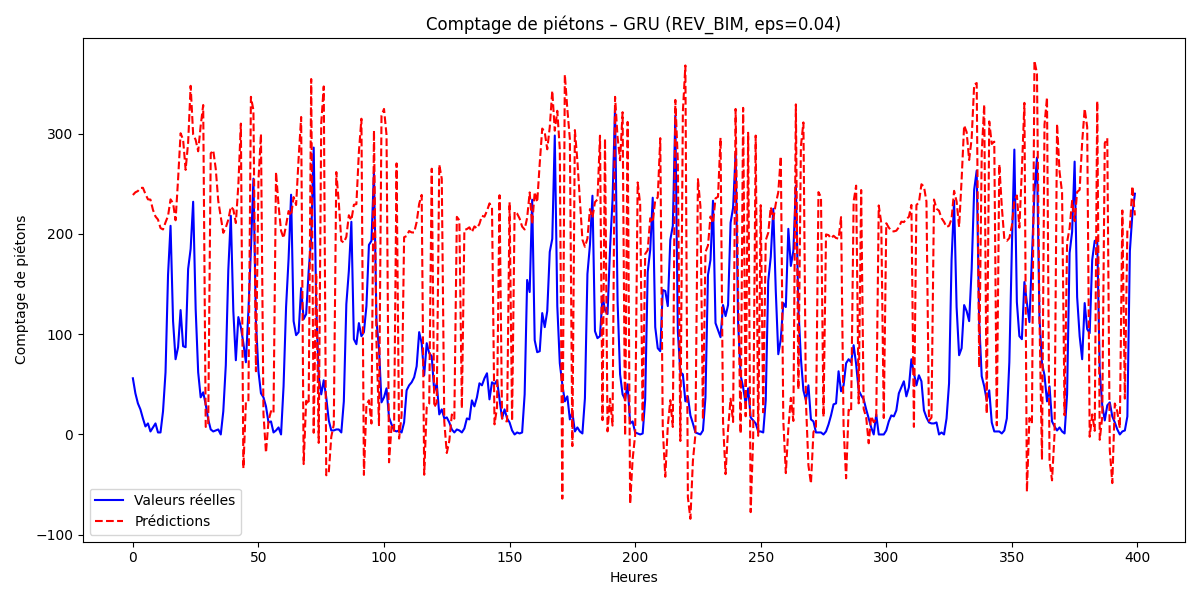 Comptage de piétons – GRU (REV_BIM, eps=0.04)
Comptage de piétons
300
200
100
0
−100
Valeurs réelles
Prédictions
0 50 100 150 200 250 300 350 400
Heures